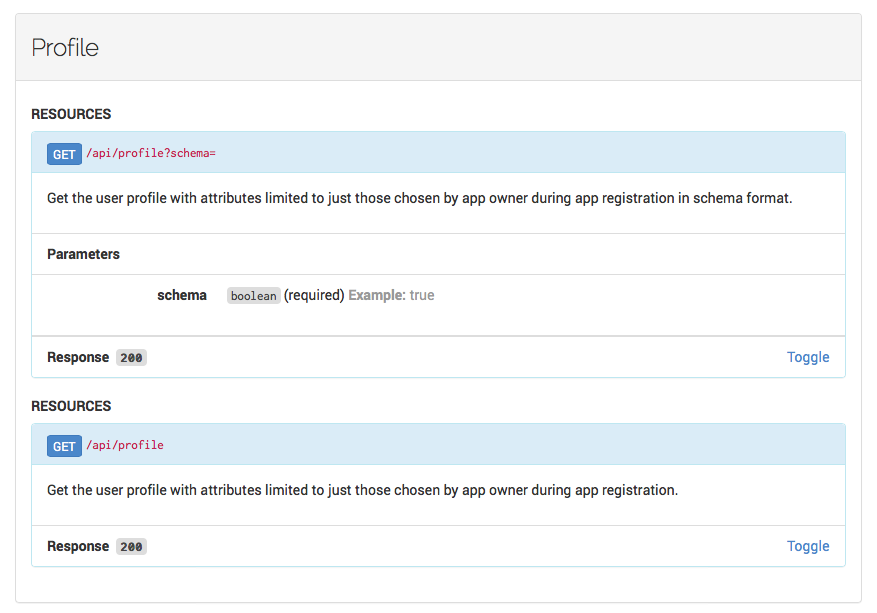 Profile
RESOURCES
GET /api/profile?schema=
Get the user profile with attributes limited to just those chosen by app owner during app registration in schema format.
Parameters
schema boolean (required) Example: true
Response 200 Toggle
RESOURCES
GET /api/profile
Get the user profile with attributes limited to just those chosen by app owner during app registration.
Response 200 Toggle